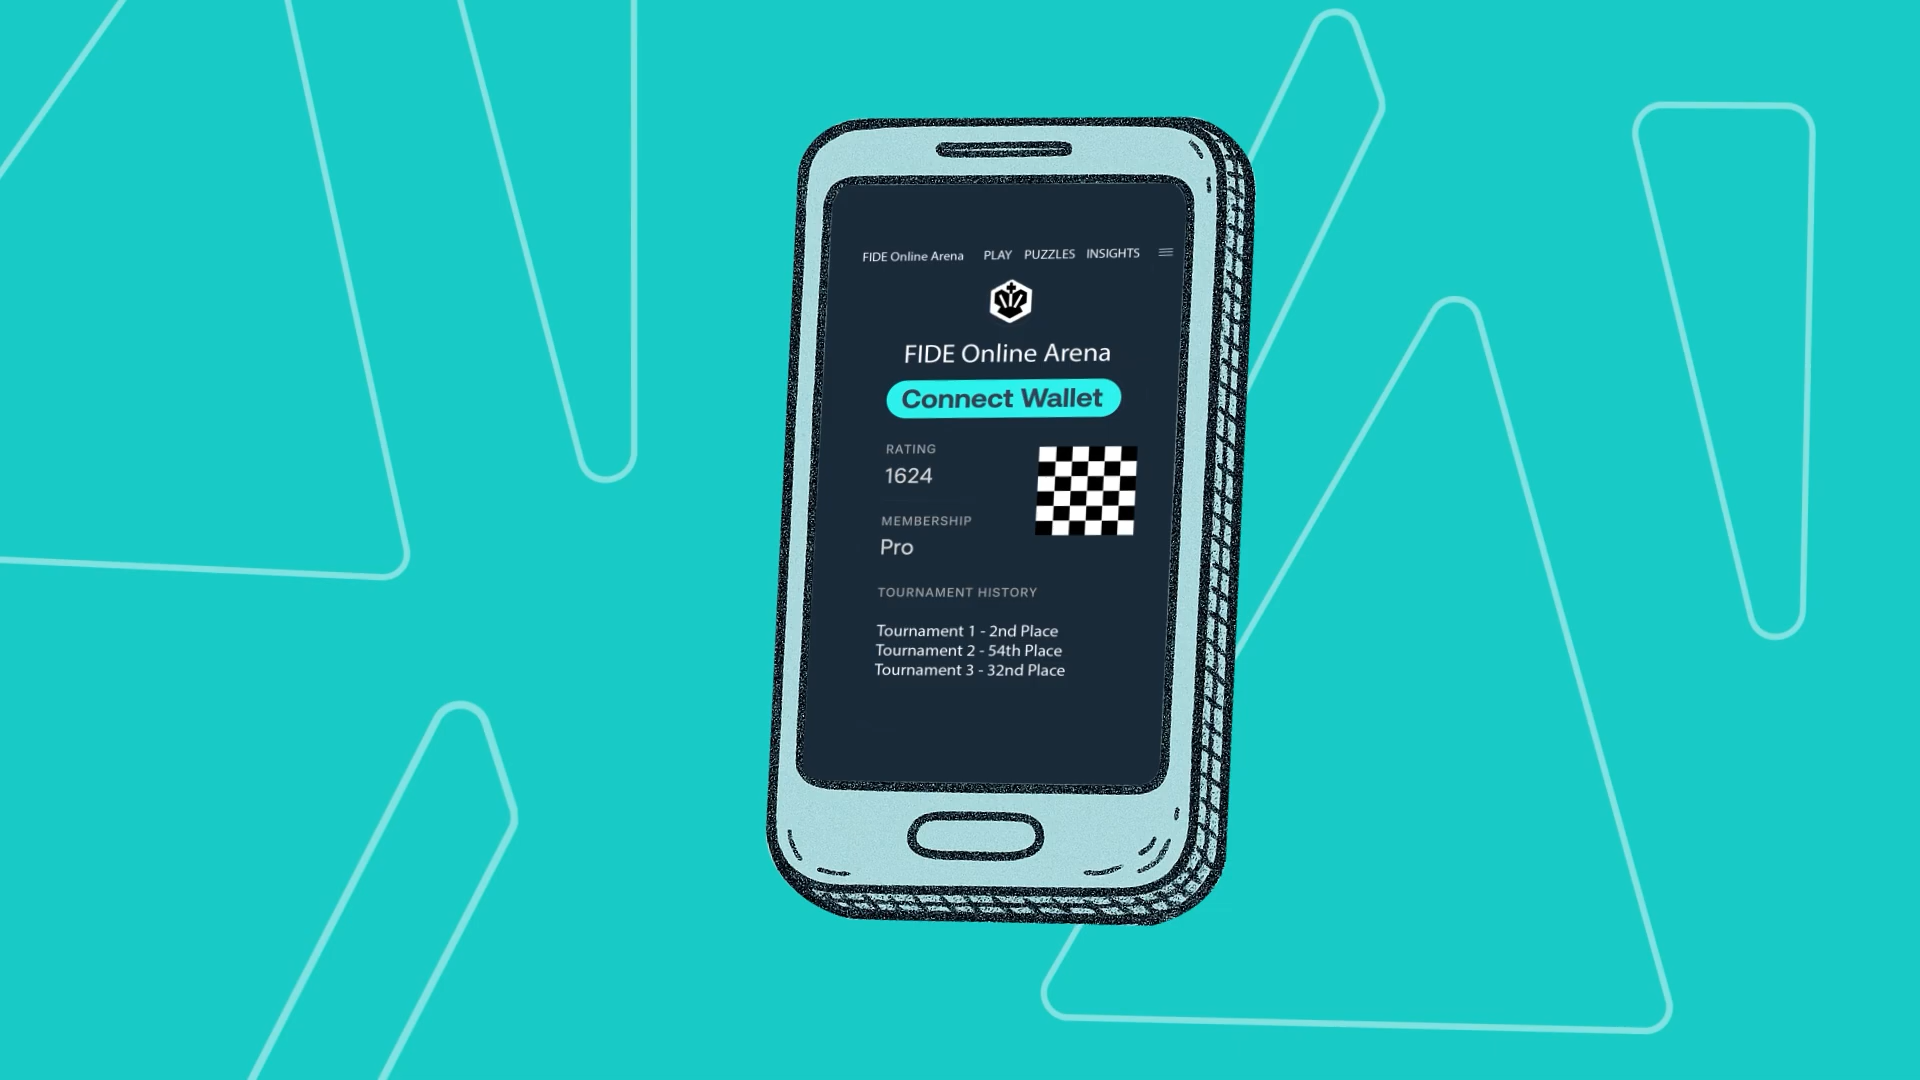 FIDE Online Arena PLAY PUZZLES INSIGHTS
FIDE Online Arena
Connect Wallet
RATING
1624
MEMBERSHIP
Pro
TOURNAMENT HISTORY
Tournament 1 - 2nd Place
Tournament 2 - 54th Place
Tournament 3 - 32nd Place